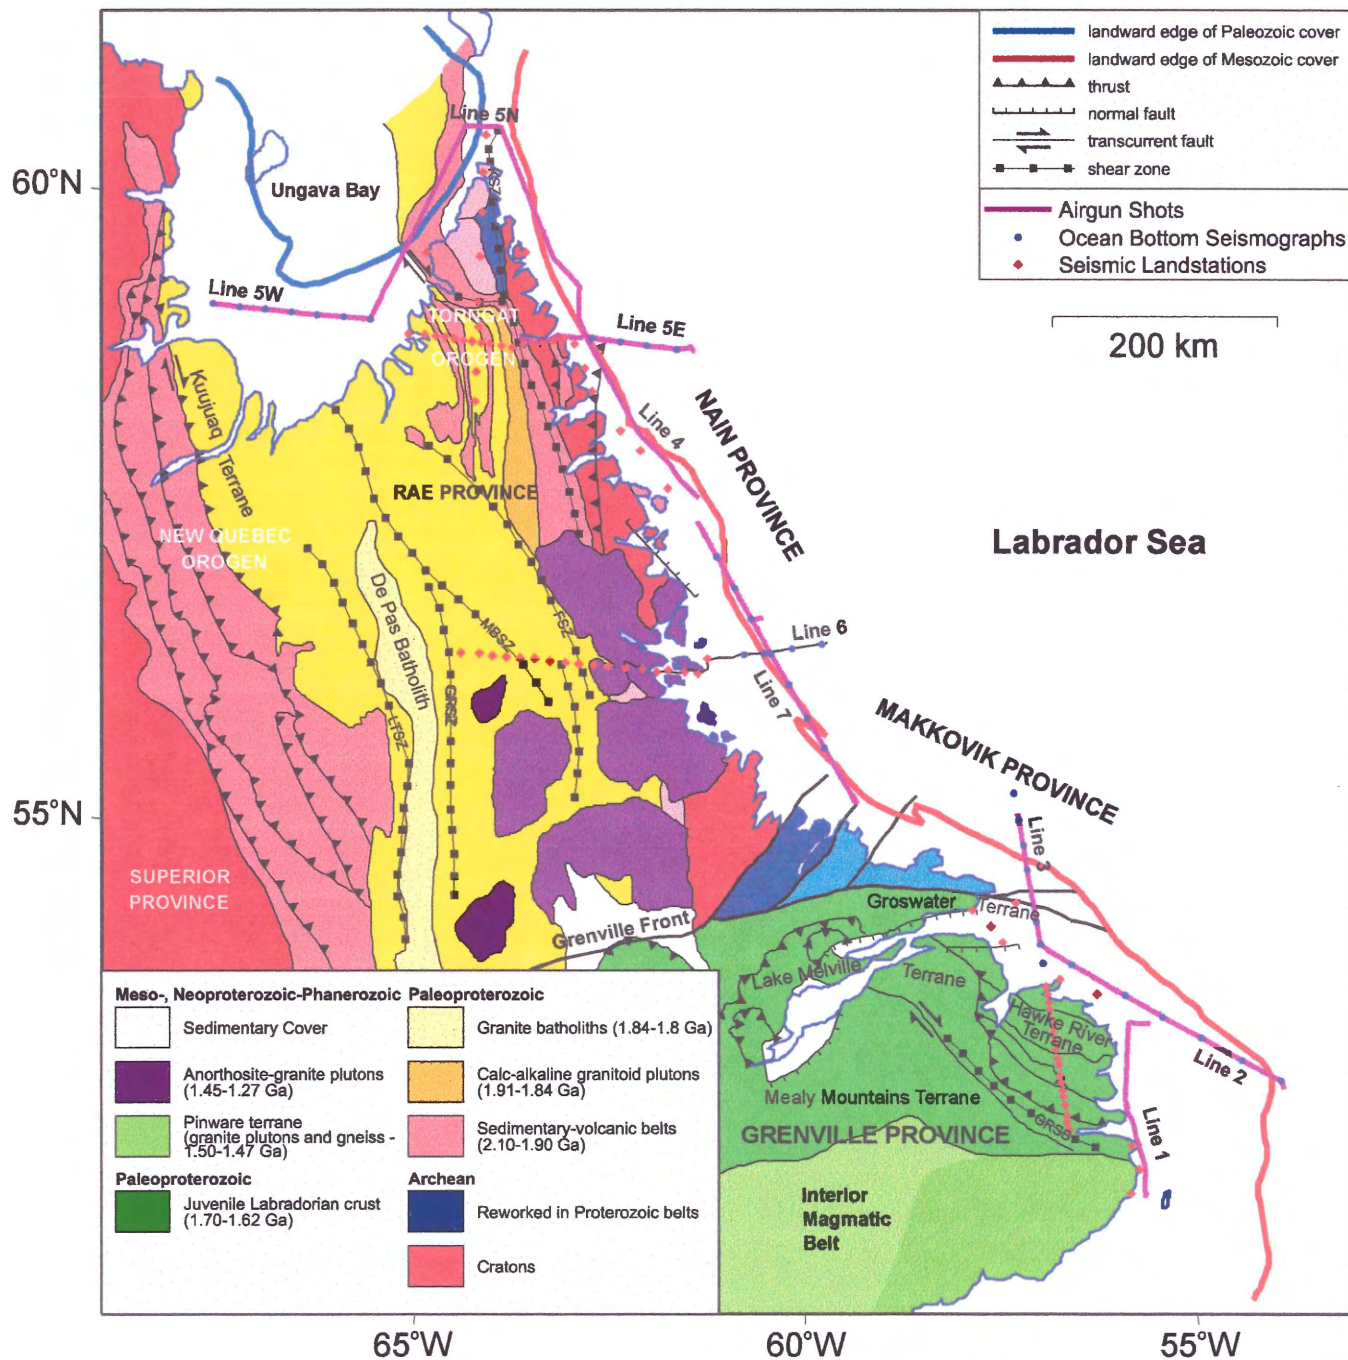 landward edge of Paleozoic cover
landward edge of Mesozoic cover
thrust
normal fault
transcurrent fault
shear zone
Airgun Shots
Ocean Bottom Seismographs
Seismic Landstations
200 km
60°N
55°N
65°W
60°W
55°W
Line 5N
Ungava Bay
KSZ
Line 5W
TORNGAT
OROGEN
Line 5E
Kuujuaq
Terrane
Line 4
NAIN PROVINCE
RAE PROVINCE
NEW QUEBEC
OROGEN
Labrador Sea
De Pas Batholith
MBSZ
FSZ
Line 6
GRSZ
LTSZ
Line 7
MAKKOVIK PROVINCE
Line 3
SUPERIOR
PROVINCE
Grenville Front
Groswater
Terrane
Lake Melville
Terrane
Hawke River
Terrane
Line 2
Mealy Mountains Terrane
GRSB
GRENVILLE PROVINCE
Line 1
Interior
Magmatic
Belt
Meso-, Neoproterozoic-Phanerozoic
Sedimentary Cover
Anorthosite-granite plutons
(1.45-1.27 Ga)
Pinware terrane
(granite plutons and gneiss -
1.50-1.47 Ga)
Paleoproterozoic
Juvenile Labradorian crust
(1.70-1.62 Ga)
Paleoproterozoic
Granite batholiths (1.84-1.8 Ga)
Calc-alkaline granitoid plutons
(1.91-1.84 Ga)
Sedimentary-volcanic belts
(2.10-1.90 Ga)
Archean
Reworked in Proterozoic belts
Cratons